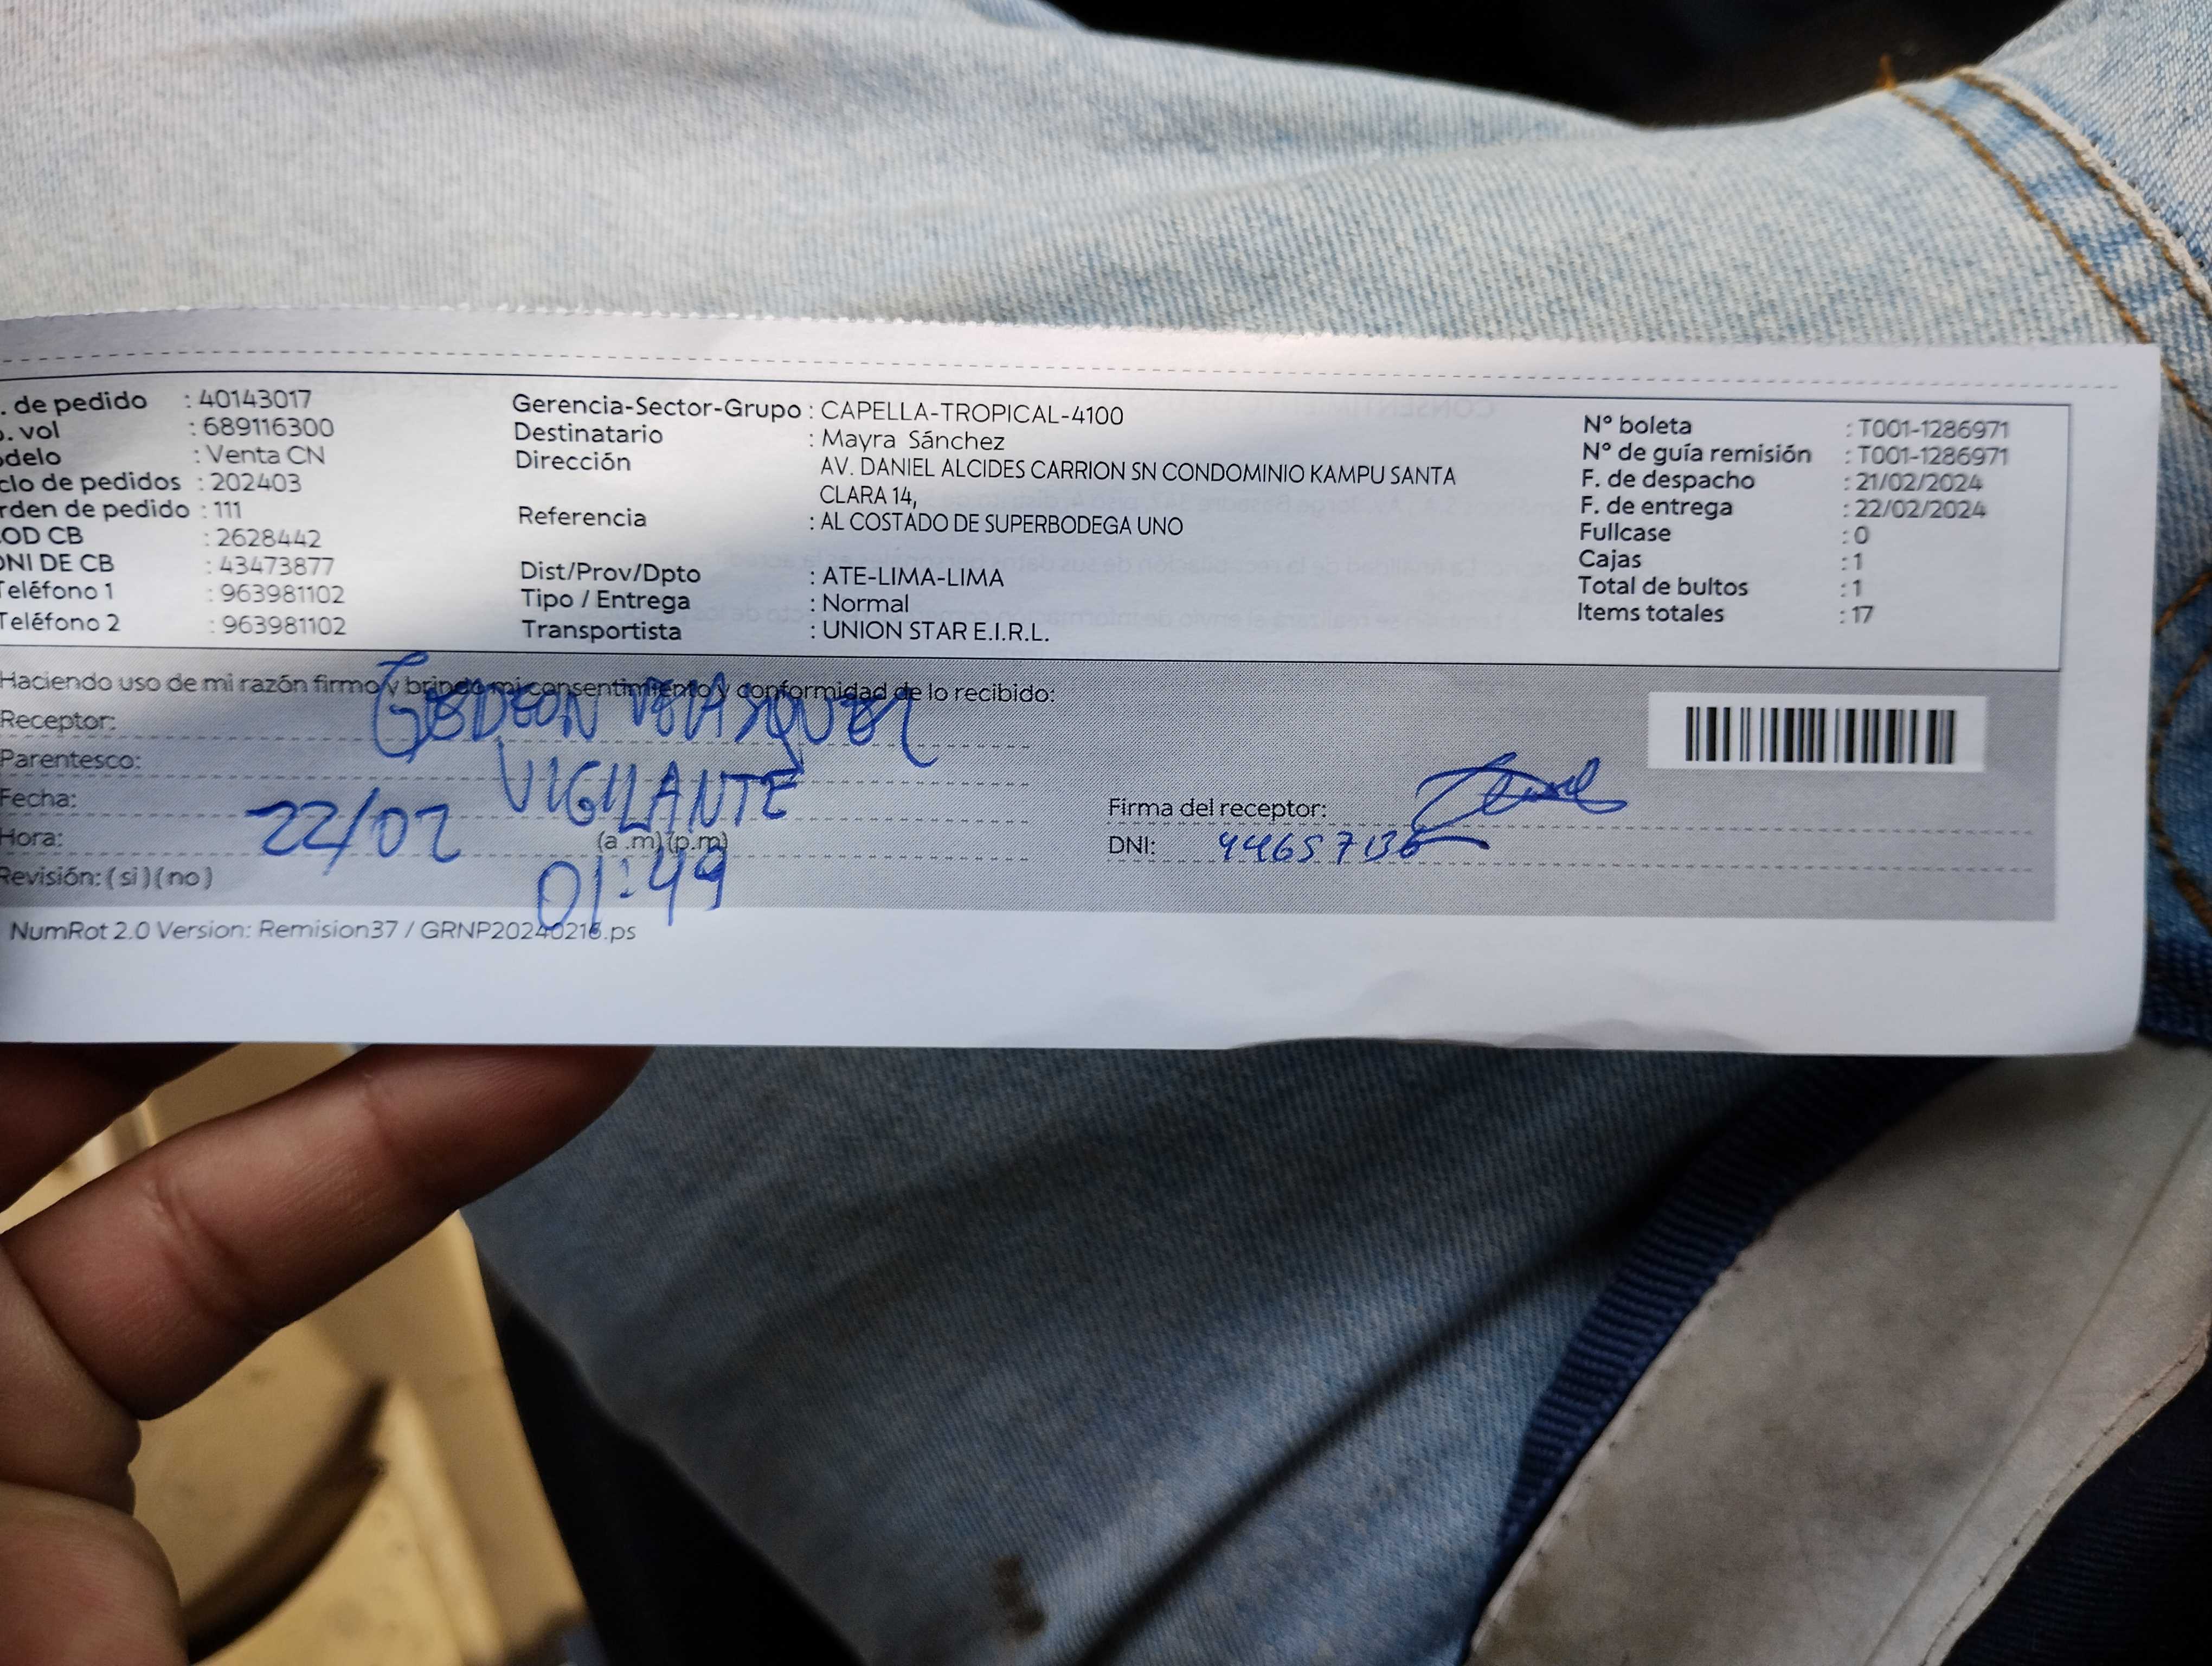 . de pedido : 40143017
o. vol : 689116300
odelo : Venta CN
clo de pedidos : 202403
rden de pedido : 111
OD CB : 2628442
DNI DE CB : 43473877
Teléfono 1 : 963981102
Teléfono 2 : 963981102
Gerencia-Sector-Grupo : CAPELLA-TROPICAL-4100
Destinatario : Mayra Sánchez
Dirección AV. DANIEL ALCIDES CARRION SN CONDOMINIO KAMPU SANTA
CLARA 14,
Referencia : AL COSTADO DE SUPERBODEGA UNO
Dist/Prov/Dpto : ATE-LIMA-LIMA
Tipo / Entrega : Normal
Transportista : UNION STAR E.I.R.L.
N° boleta : T001-1286971
N° de guía remisión : T001-1286971
F. de despacho : 21/02/2024
F. de entrega : 22/02/2024
Fullcase : 0
Cajas : 1
Total de bultos : 1
Items totales : 17
Haciendo uso de mi razón firmo y brindo mi consentimiento y conformidad de lo recibido:
Receptor: GEDEON VELASQUEZ
Parentesco: VIGILANTE
Fecha: 22/02
Hora: (a .m)(p.m) 01:49
Revisión: (si)(no)
Firma del receptor:
DNI: 44657136
NumRot 2.0 Version: Remision37 / GRNP20240216.ps